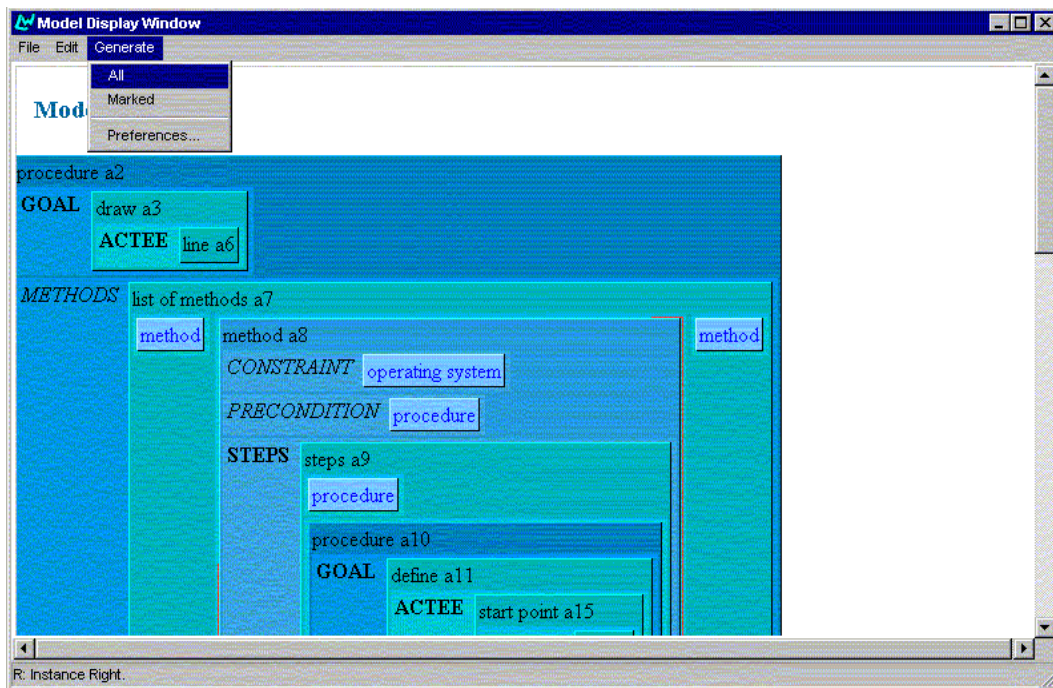 Model Display Window
File Edit Generate
All
Marked
Preferences...
Mod
procedure a2
GOAL draw a3
ACTEE line a6
METHODS list of methods a7
method method a8 method
CONSTRAINT operating system
PRECONDITION procedure
STEPS steps a9
procedure
procedure a10
GOAL define a11
ACTEE start point a15
R: Instance Right.